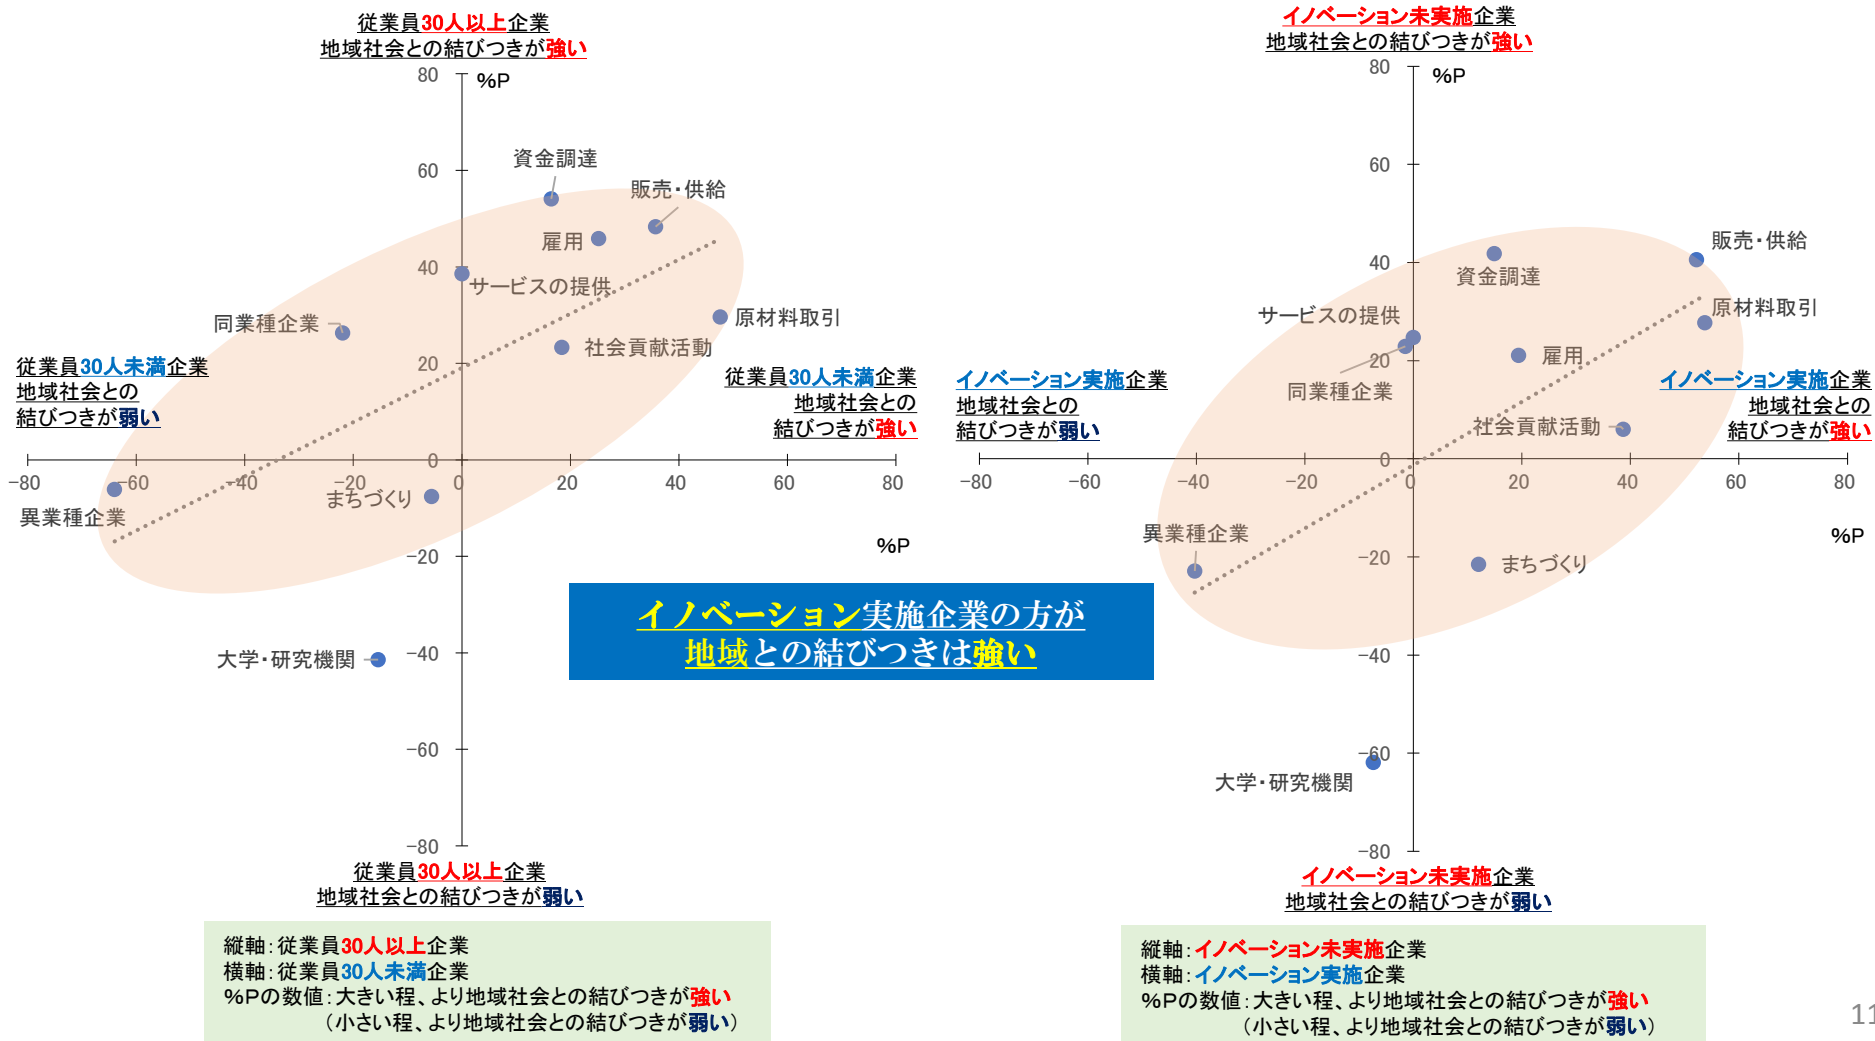 従業員30人以上企業
地域社会との結びつきが強い
80
%P
60
40
20
0
−20
−40
−60
−80
−80
−60
−40
−20
0
20
40
60
80
%P
資金調達
販売・供給
雇用
サービスの提供
同業種企業
原材料取引
社会貢献活動
従業員30人未満企業
地域社会との
結びつきが弱い
従業員30人未満企業
地域社会との
結びつきが強い
異業種企業
まちづくり
大学・研究機関
従業員30人以上企業
地域社会との結びつきが弱い
縦軸：従業員30人以上企業
横軸：従業員30人未満企業
%Pの数値：大きい程、より地域社会との結びつきが強い
（小さい程、より地域社会との結びつきが弱い）
イノベーション実施企業の方が
地域との結びつきは強い
イノベーション未実施企業
地域社会との結びつきが強い
80
%P
60
40
20
0
−20
−40
−60
−80
−80
−60
−40
−20
0
20
40
60
80
%P
販売・供給
資金調達
原材料取引
サービスの提供
雇用
同業種企業
イノベーション実施企業
地域社会との
結びつきが弱い
イノベーション実施企業
地域社会との
結びつきが強い
社会貢献活動
異業種企業
まちづくり
大学・研究機関
イノベーション未実施企業
地域社会との結びつきが弱い
縦軸：イノベーション未実施企業
横軸：イノベーション実施企業
%Pの数値：大きい程、より地域社会との結びつきが強い
（小さい程、より地域社会との結びつきが弱い）
11